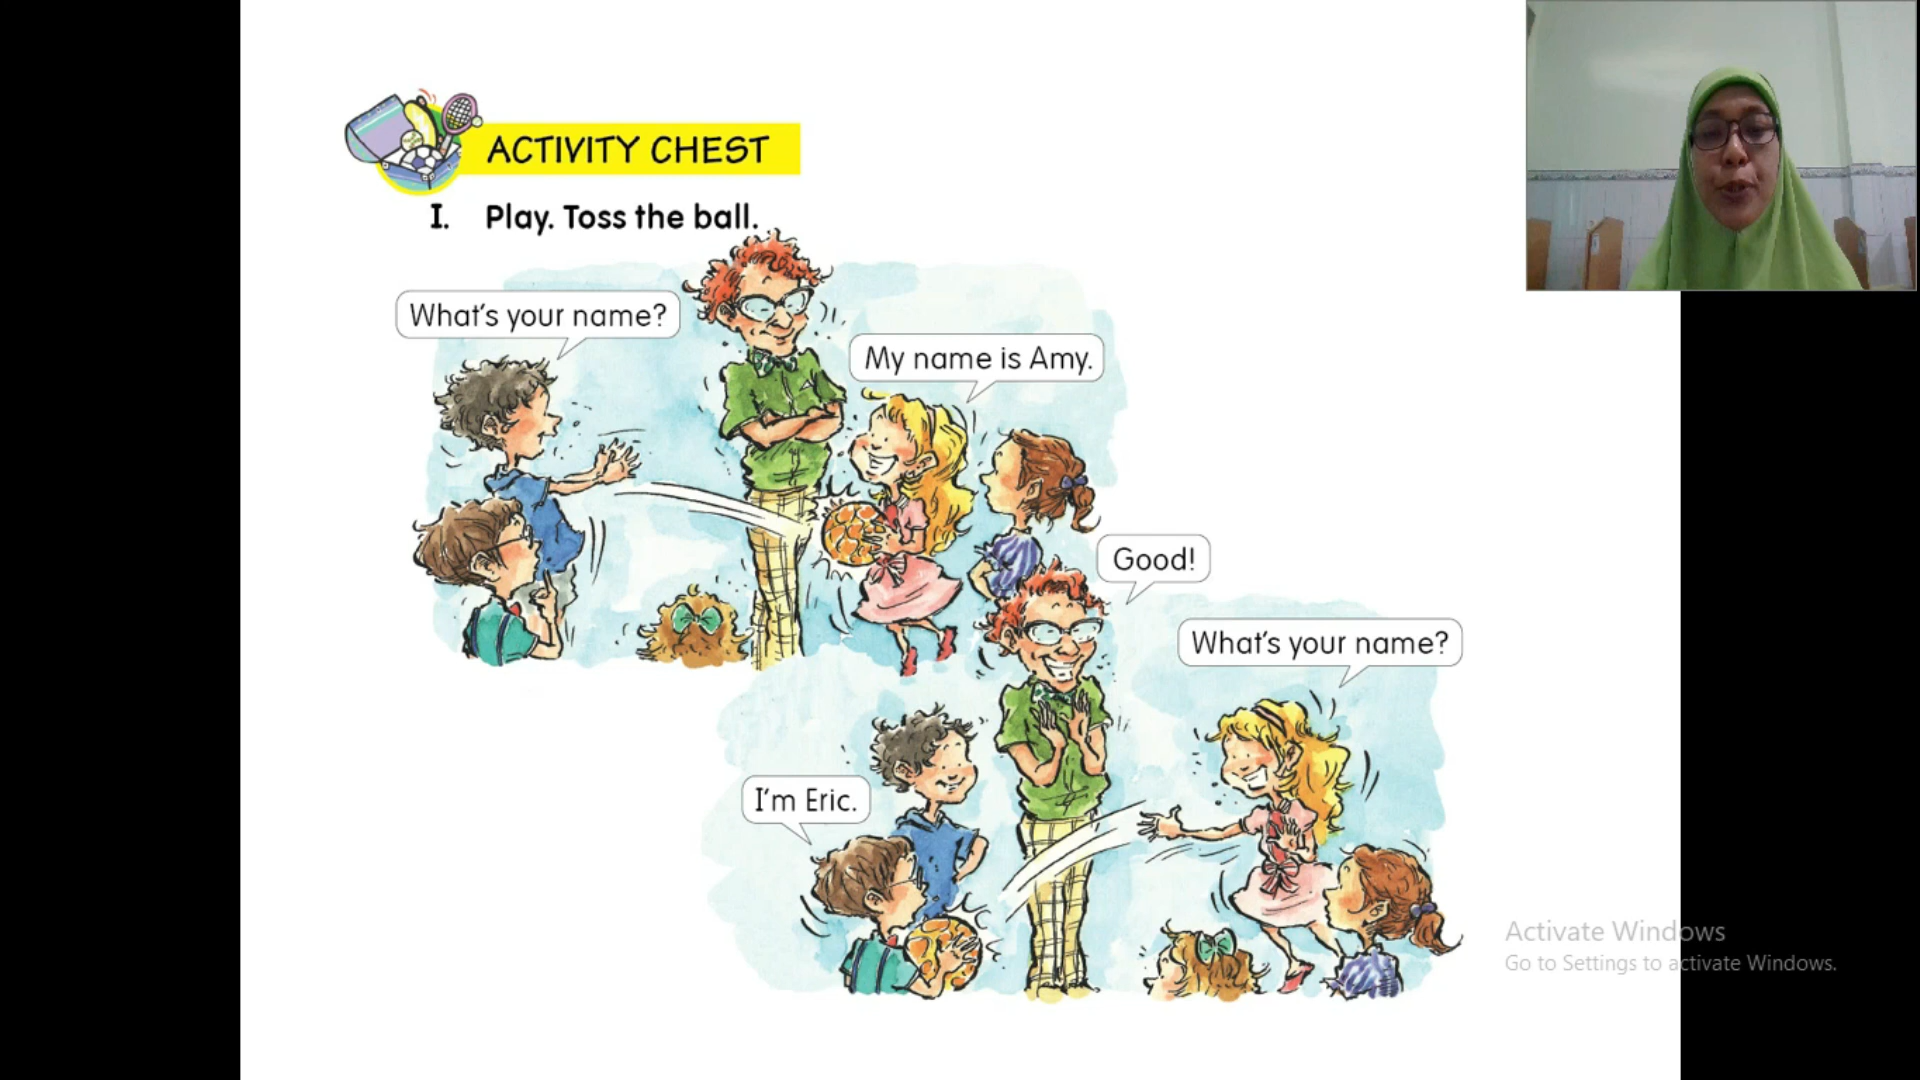 ACTIVITY CHEST
I. Play. Toss the ball.
What's your name?
My name is Amy.
Good!
What's your name?
I'm Eric.
Activate Windows
Go to Settings to activate Windows.